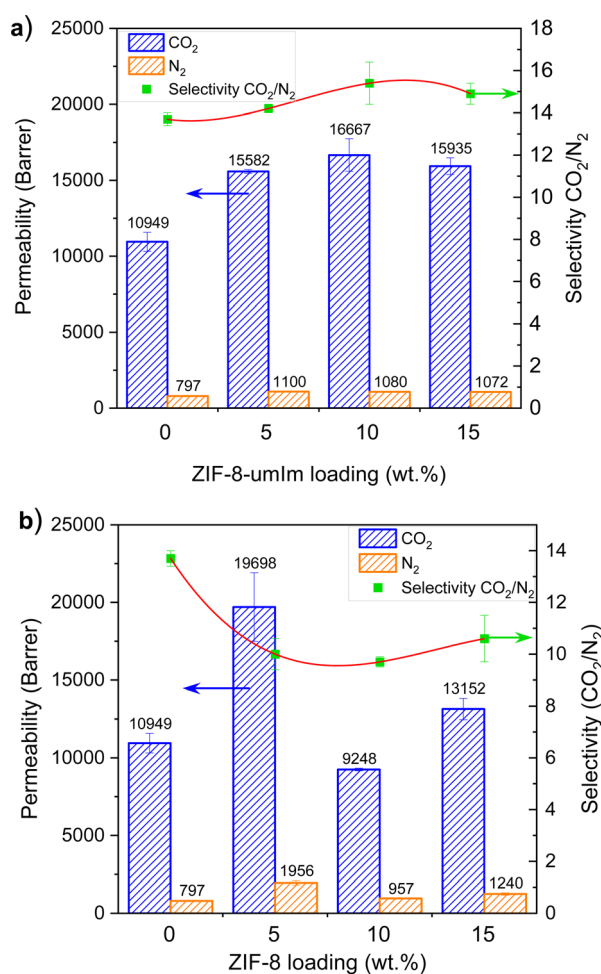 a)
CO₂
N₂
Selectivity CO₂/N₂
25000
20000
15000
10000
5000
0
Permeability (Barrer)
10949
15582
16667
15935
797
1100
1080
1072
18
16
14
12
10
8
6
4
2
0
Selectivity CO₂/N₂
0 5 10 15
ZIF-8-umIm loading (wt.%)
b)
CO₂
N₂
Selectivity CO₂/N₂
25000
20000
15000
10000
5000
0
Permeability (Barrer)
10949
19698
9248
13152
797
1956
957
1240
14
12
10
8
6
4
2
0
Selectivity (CO₂/N₂)
0 5 10 15
ZIF-8 loading (wt.%)